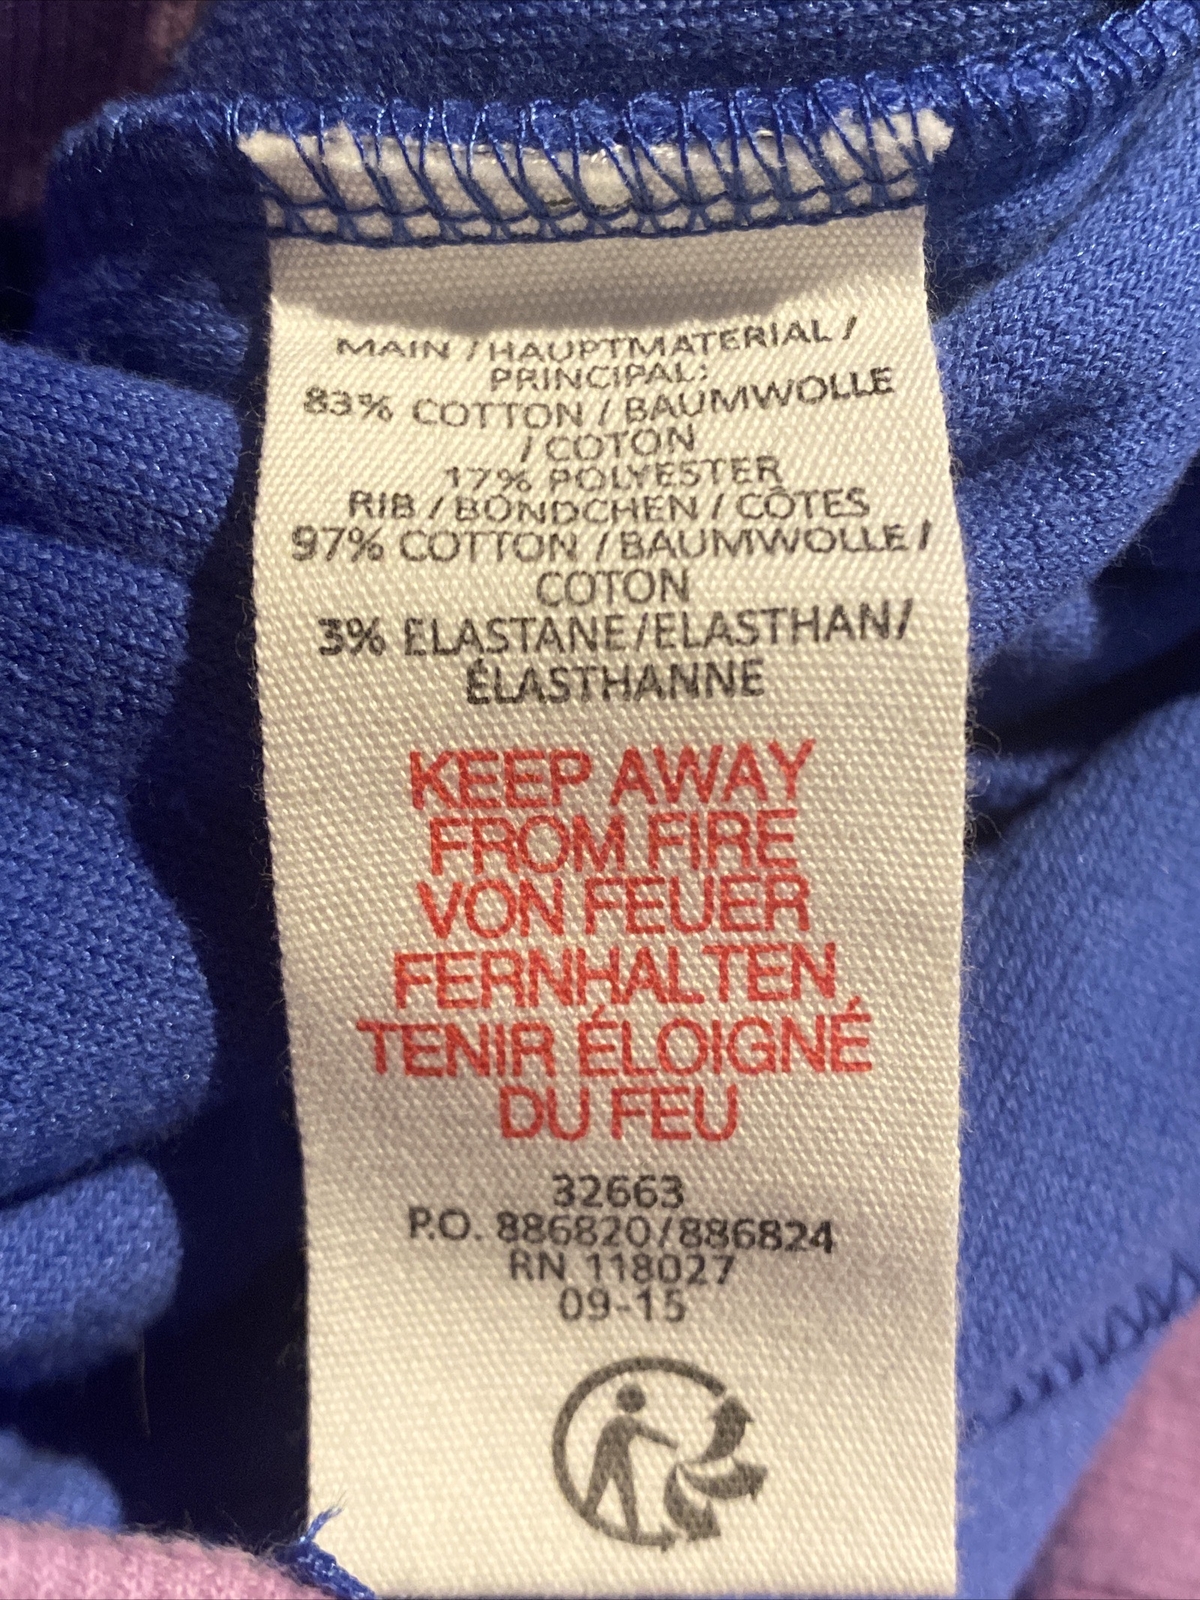 MAIN / HAUPTMATERIAL /
PRINCIPAL:
83% COTTON / BAUMWOLLE
/ COTON
17% POLYESTER
RIB / BÜNDCHEN / CÔTES
97% COTTON / BAUMWOLLE /
COTON
3% ELASTANE/ELASTHAN/
ÉLASTHANNE
KEEP AWAY
FROM FIRE
VON FEUER
FERNHALTEN,
TENIR ÉLOIGNÉ
DU FEU
32663
P.O. 886820/886824
RN 118027
09-15